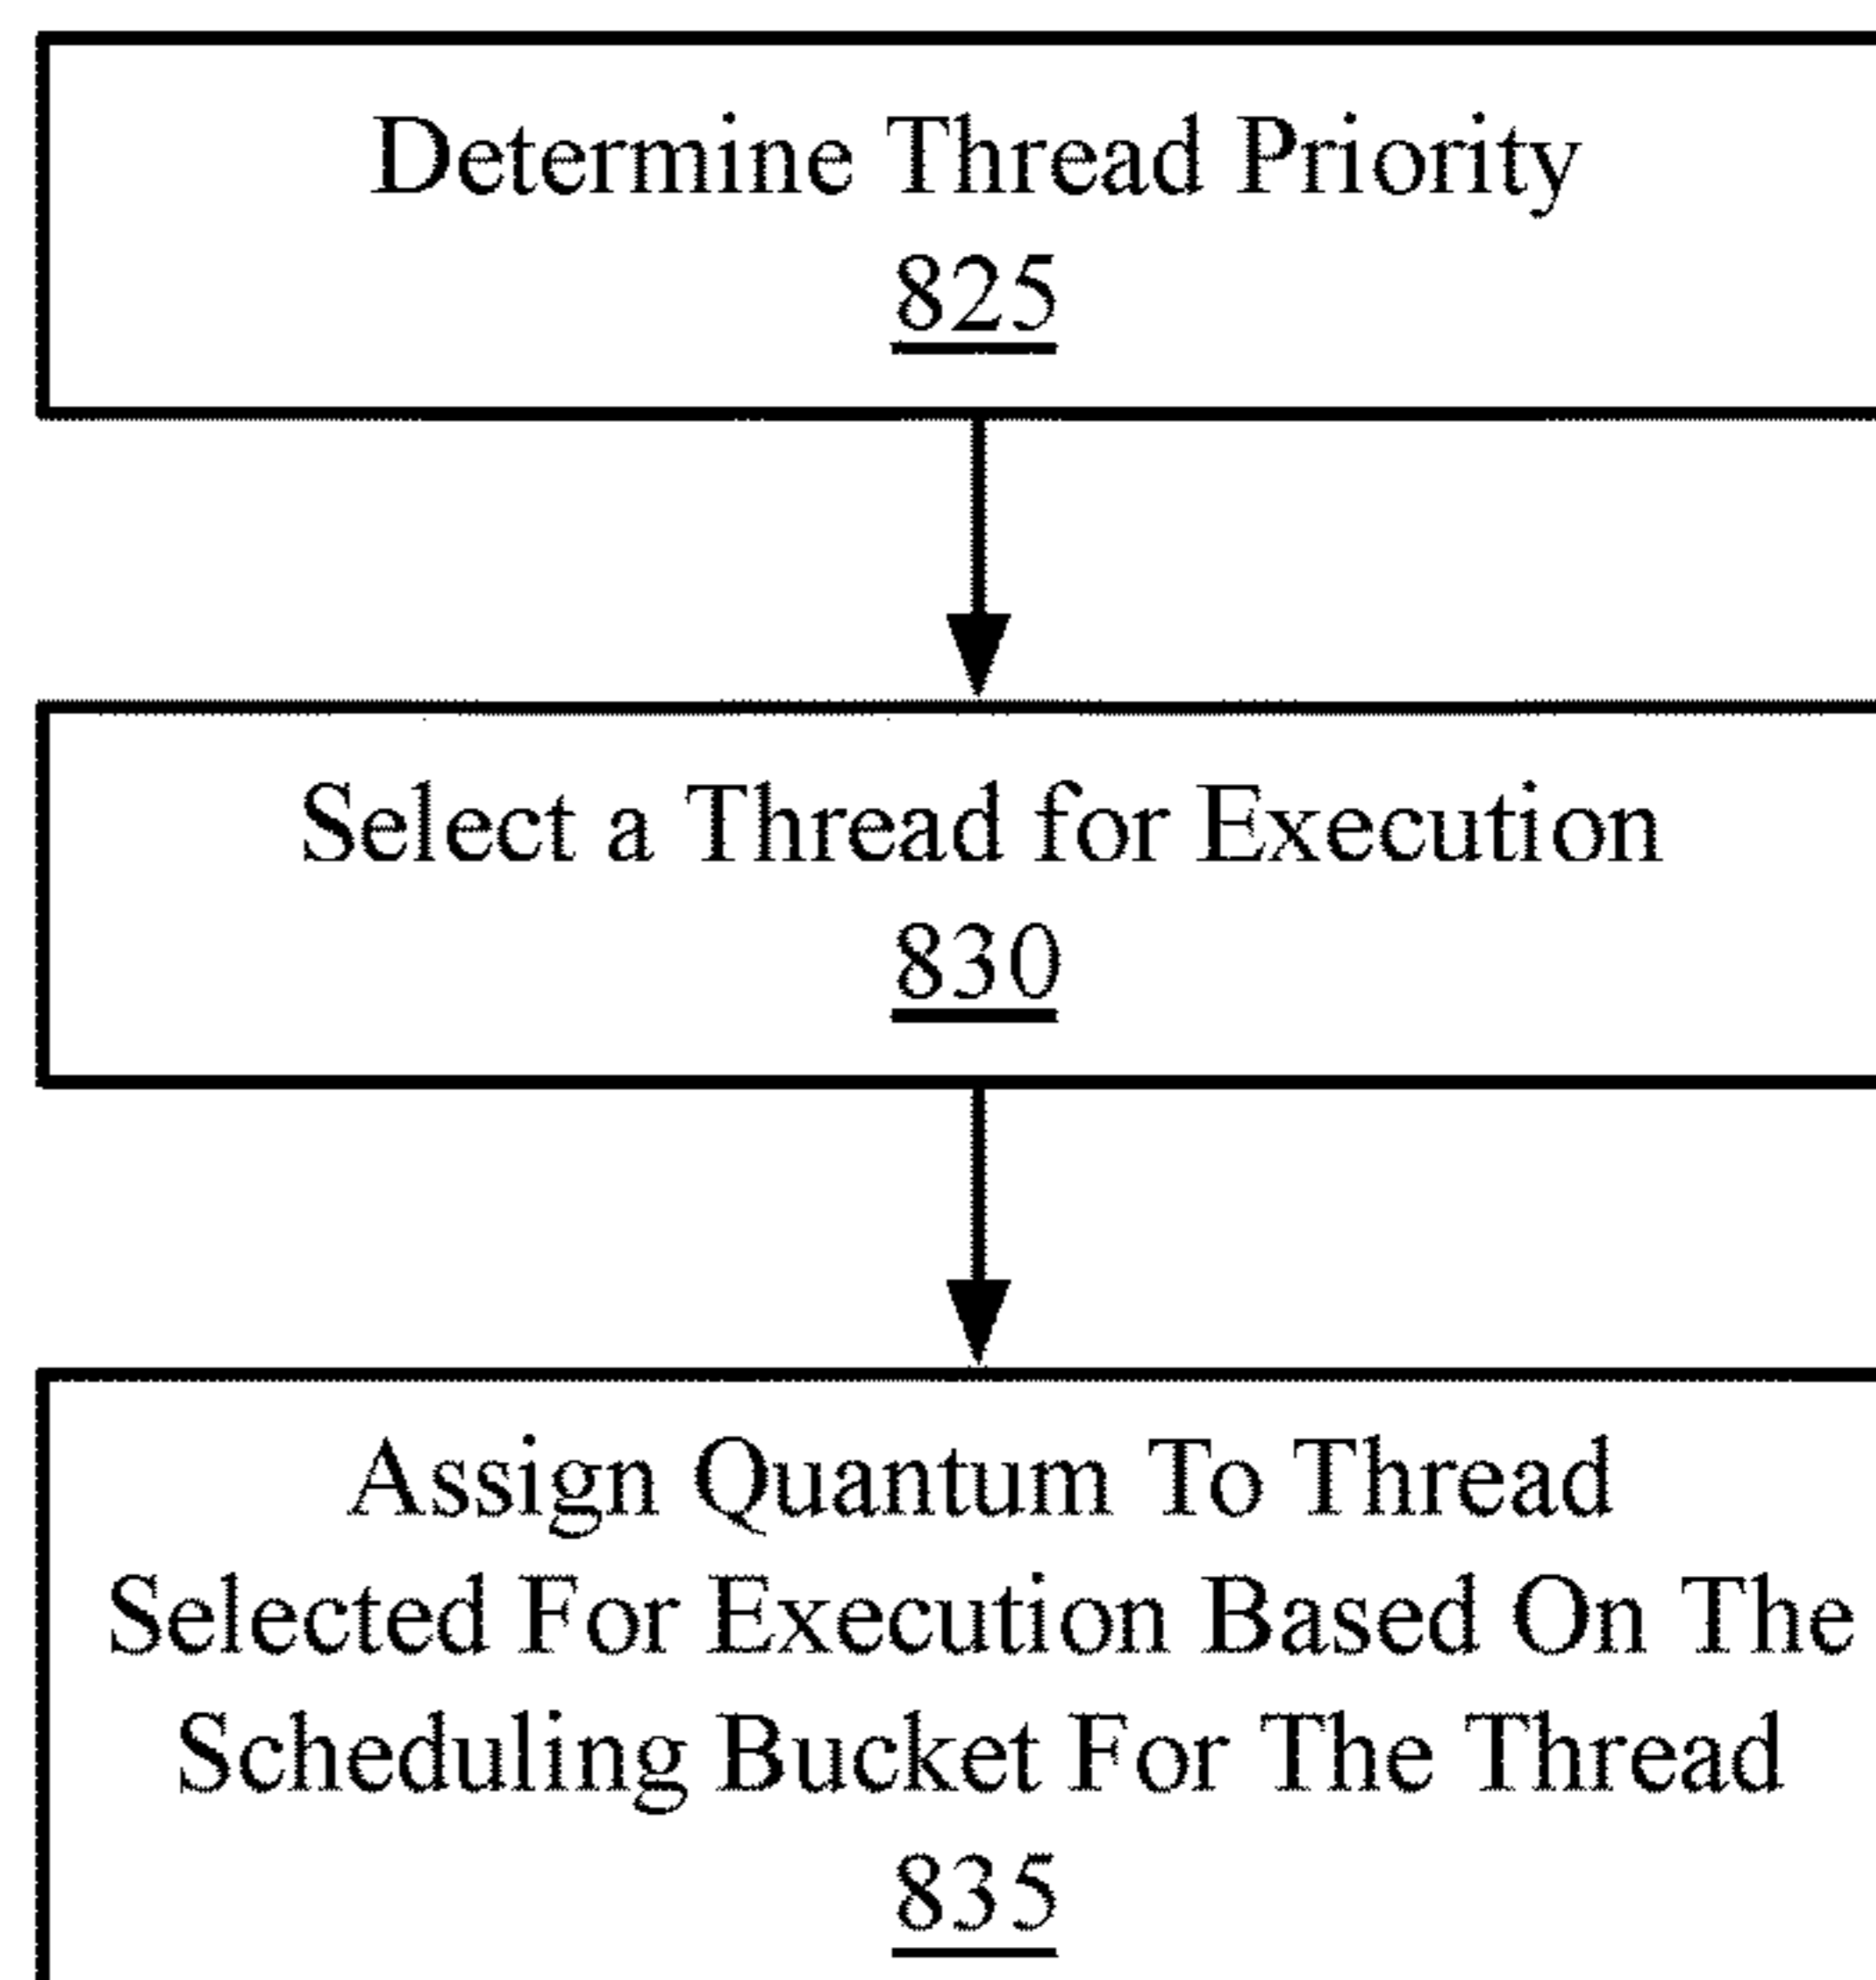 Determine Thread Priority
825
Select a Thread for Execution
830
Assign Quantum To Thread
Selected For Execution Based On The
Scheduling Bucket For The Thread
835